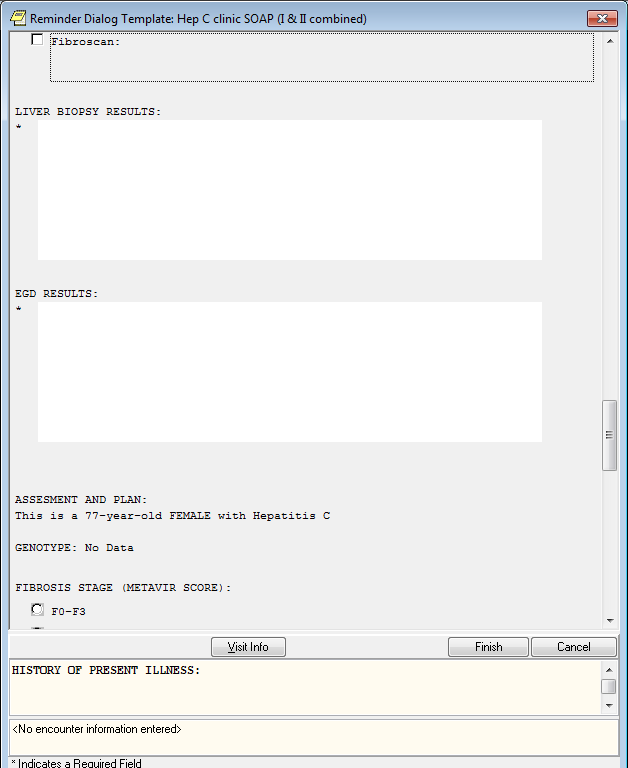 Reminder Dialog Template: Hep C clinic SOAP (I & II combined)
Fibroscan:
LIVER BIOPSY RESULTS:
*
EGD RESULTS:
*
ASSESMENT AND PLAN:
This is a 77-year-old FEMALE with Hepatitis C
GENOTYPE: No Data
FIBROSIS STAGE (METAVIR SCORE):
F0-F3
Visit Info Finish Cancel
HISTORY OF PRESENT ILLNESS:
<No encounter information entered>
* Indicates a Required Field